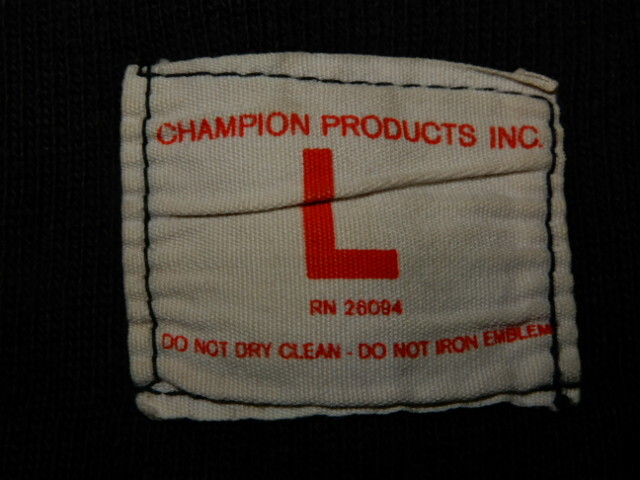 CHAMPION PRODUCTS INC.
L
RN 26094
DO NOT DRY CLEAN - DO NOT IRON EMBLEM